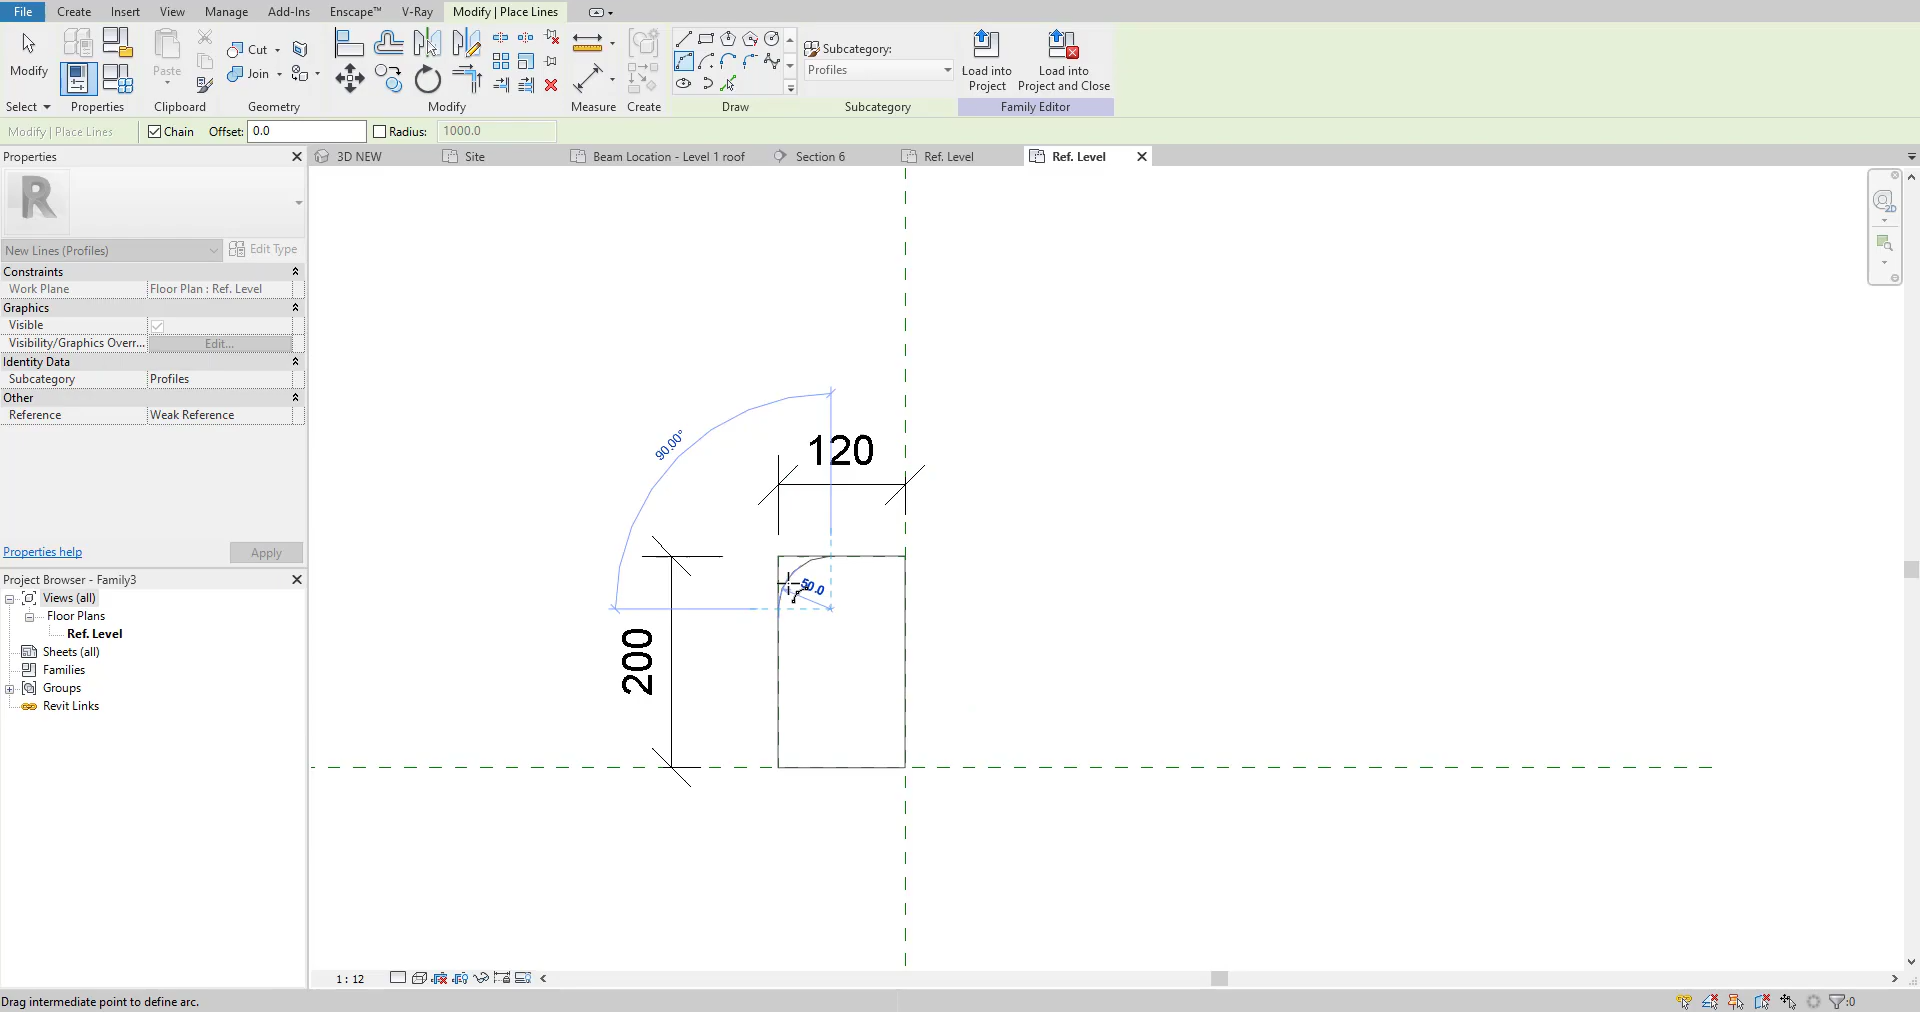 File Create Insert View Manage Add-Ins Enscape™ V-Ray Modify | Place Lines
Modify
Paste
Cut
Join
Subcategory:
Profiles
Load into Project
Load into Project and Close
Select Properties Clipboard Geometry Modify Measure Create Draw Subcategory Family Editor
Modify | Place Lines Chain Offset: 0.0 Radius: 1000.0
Properties
3D NEW Site Beam Location - Level 1 roof Section 6 Ref. Level Ref. Level
R
New Lines (Profiles) Edit Type
Constraints
Work Plane Floor Plan : Ref. Level
Graphics
Visible
Visibility/Graphics Overr... Edit...
Identity Data
Subcategory Profiles
Other
Reference Weak Reference
Properties help Apply
Project Browser - Family3
Views (all)
Floor Plans
Ref. Level
Sheets (all)
Families
Groups
Revit Links
90.00°
120
50.0
200
2D
1 : 12
Drag intermediate point to define arc.
:0